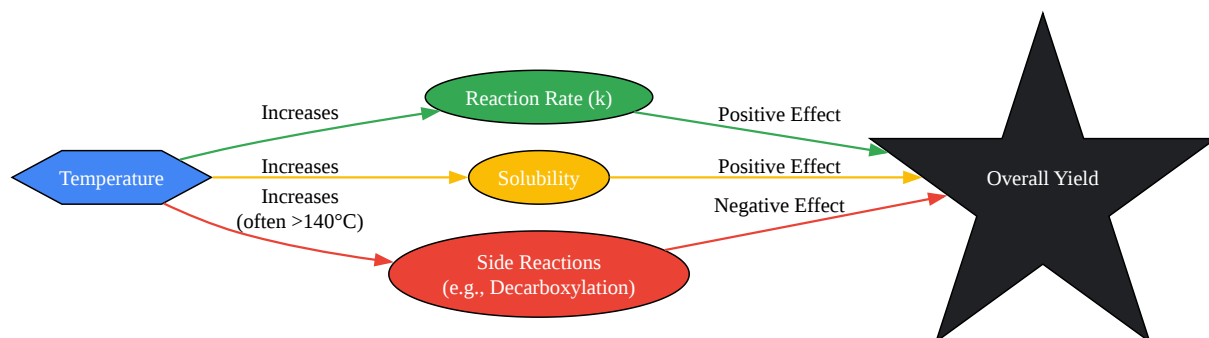 Temperature
Increases
Reaction Rate (k)
Positive Effect
Increases
Solubility
Positive Effect
Increases
(often >140°C)
Side Reactions
(e.g., Decarboxylation)
Negative Effect
Overall Yield